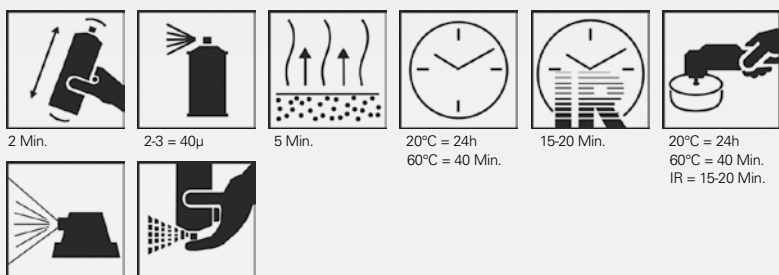 IR
2 Min.
2-3 = 40µ
5 Min.
20°C = 24h
60°C = 40 Min.
15-20 Min.
20°C = 24h
60°C = 40 Min.
IR = 15-20 Min.